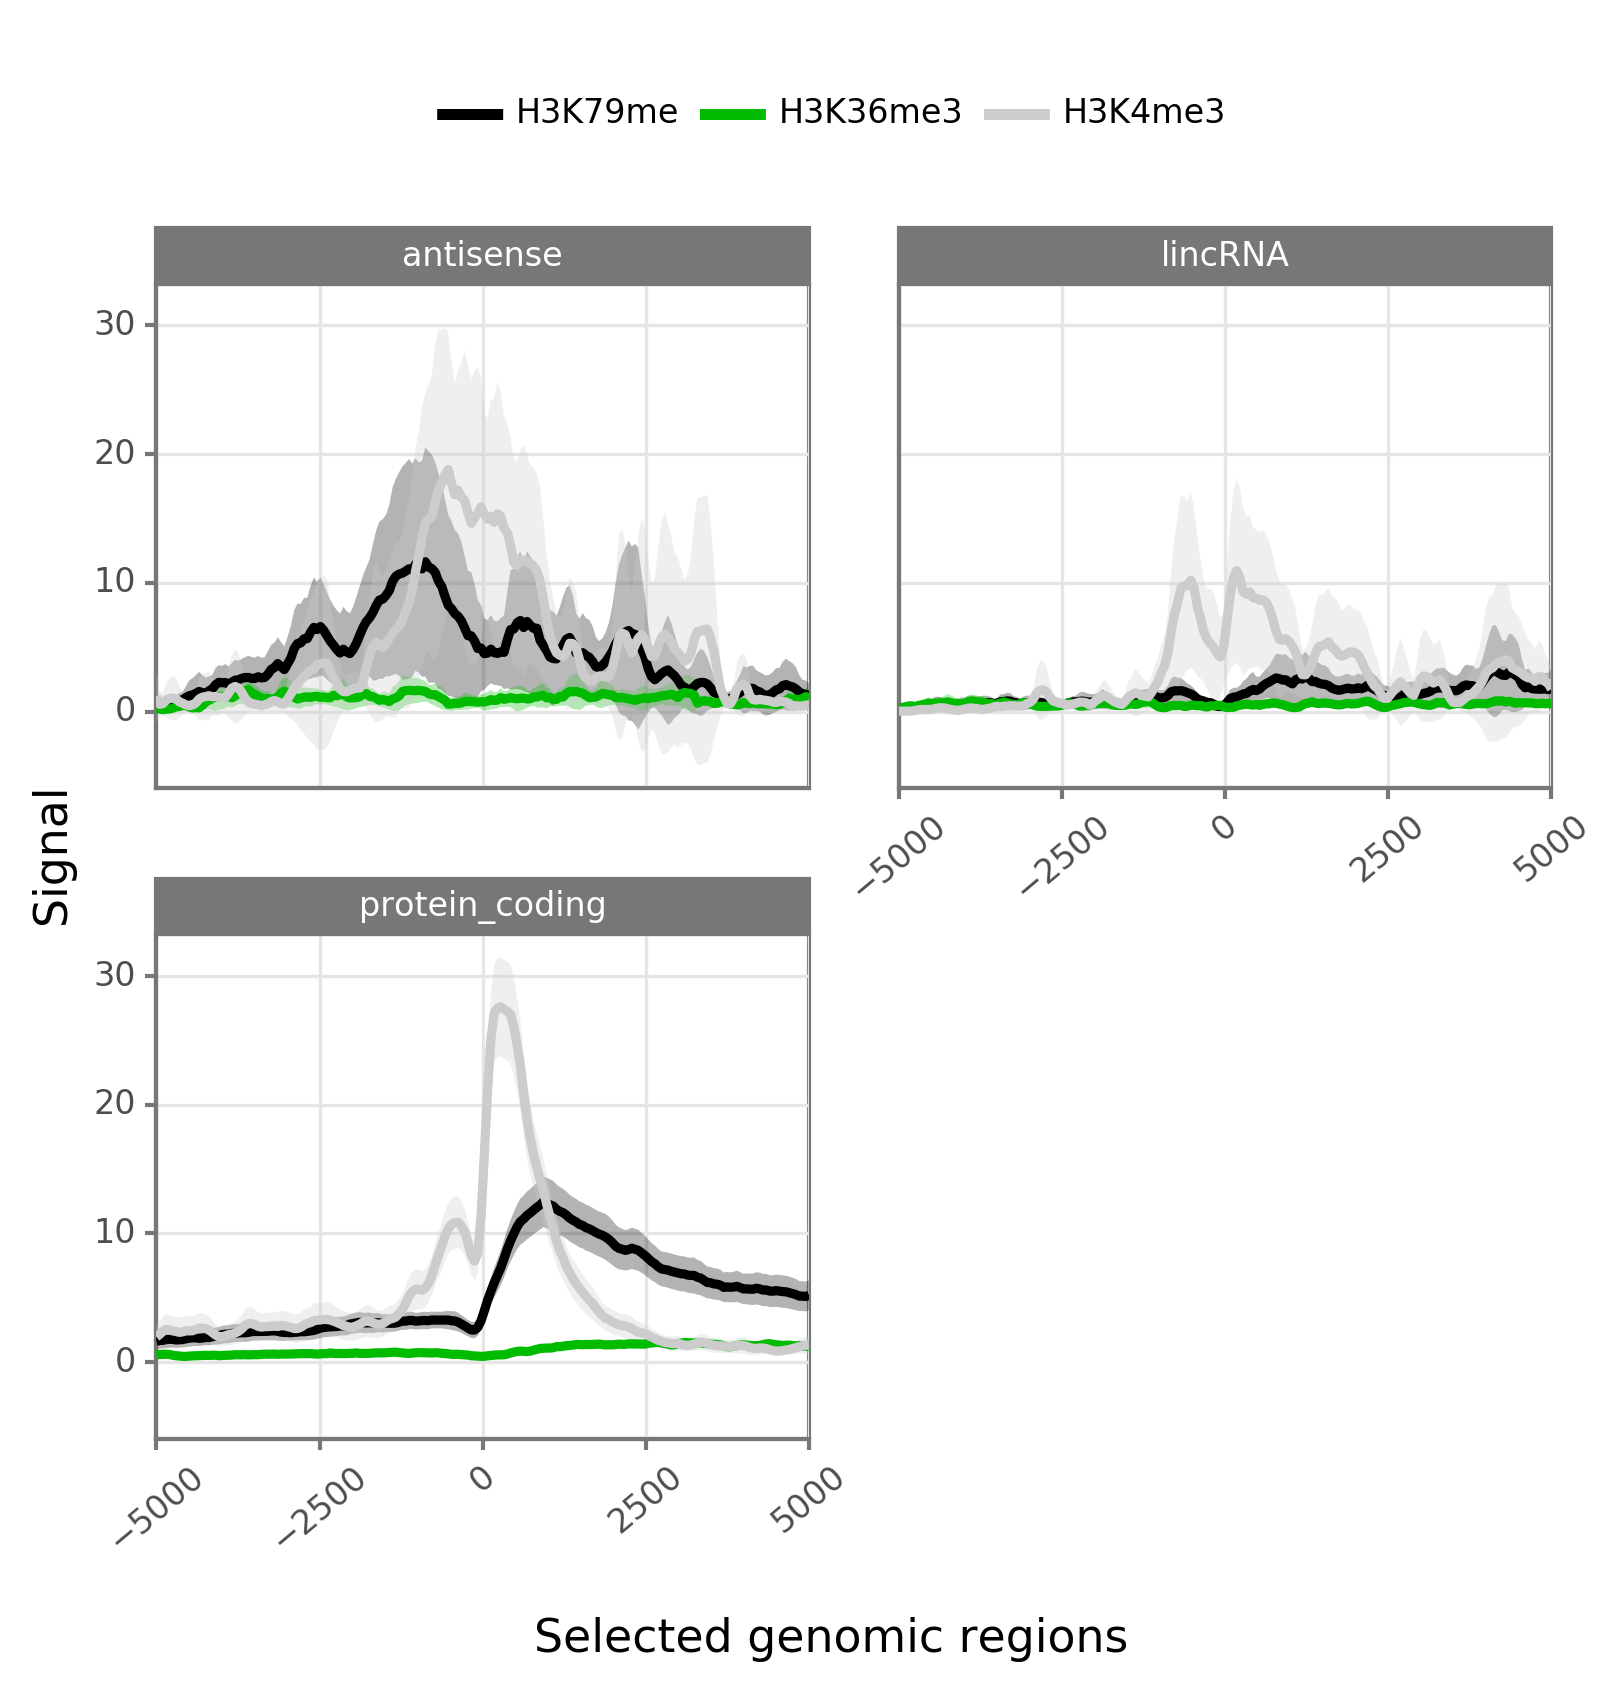 H3K79me H3K36me3 H3K4me3
antisense
lincRNA
30
20
10
0
−5000 −2500 0 2500 5000
Signal
protein_coding
30
20
10
0
−5000 −2500 0 2500 5000
Selected genomic regions